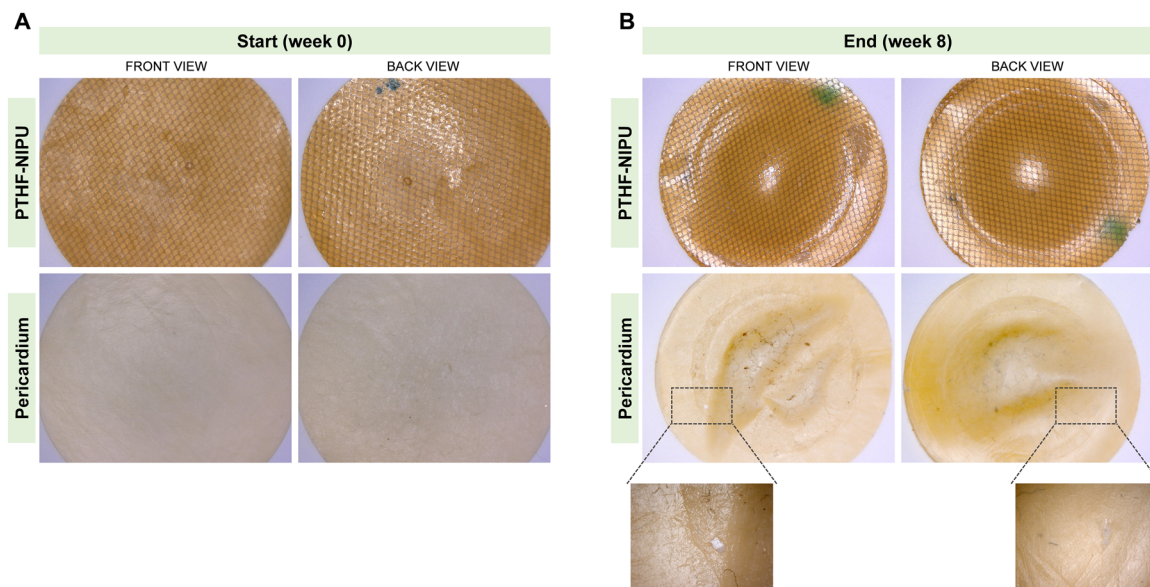 A
Start (week 0)
FRONT VIEW
BACK VIEW
PTHF-NIPU
Pericardium
B
End (week 8)
FRONT VIEW
BACK VIEW
PTHF-NIPU
Pericardium